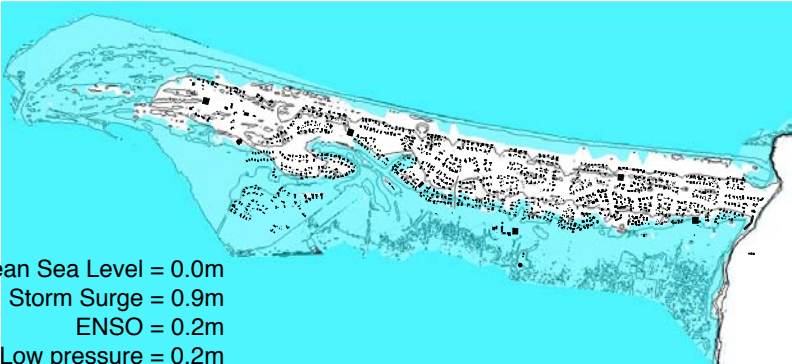 ean Sea Level = 0.0m
Storm Surge = 0.9m
ENSO = 0.2m
Low pressure = 0.2m